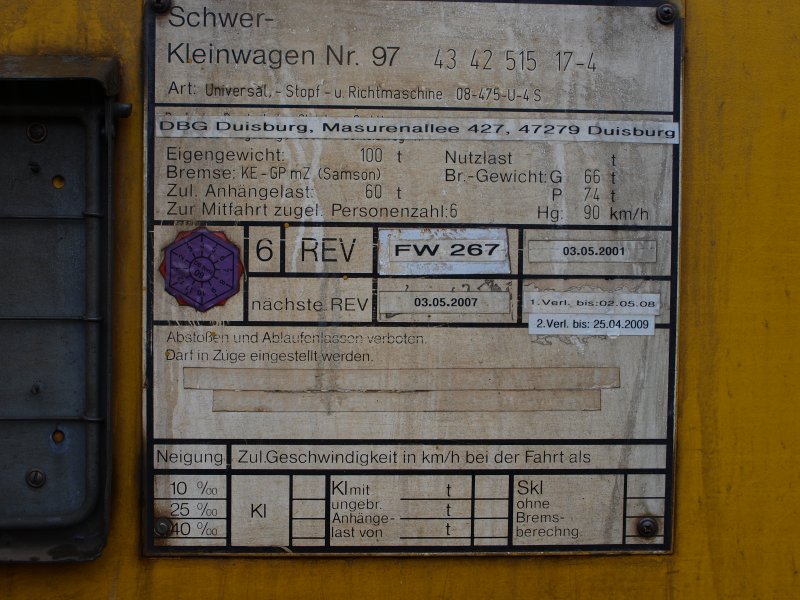 Schwer-
Kleinwagen Nr. 97 43 42 515 17-4
Art: Universal,-Stopf-u.Richtmaschine 08-475-U-4S
DBG Duisburg, Masurenallee 427, 47279 Duisburg
Eigengewicht: 100 t Nutzlast t
Bremse: KE-GPmZ (Samson) Br.-Gewicht: G 66 t
Zul. Anhängelast: 60 t P 74 t
Zur Mitfahrt zugel. Personenzahl: 6 Hg: 90 km/h
6 REV FW 267 03.05.2001
nächste REV 03.05.2007 1.Verl. bis:02.05.08
2.Verl. bis: 25.04.2009
Abstoßen und Ablaufenlassen verboten.
Darf in Züge eingestellt werden.
Neigung Zul.Geschwindigkeit in km/h bei der Fahrt als
10 ‰ Kl mit t Skl
25 ‰ Kl ungebr. t ohne
Anhänge- Brems-
40 ‰ last von t berechng.